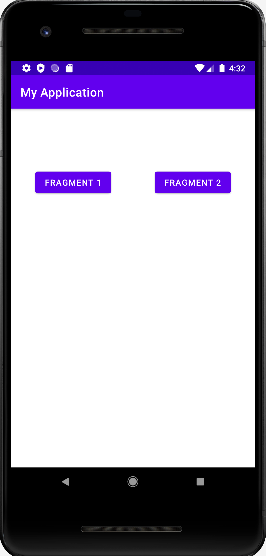 4:32
My Application
FRAGMENT 1
FRAGMENT 2